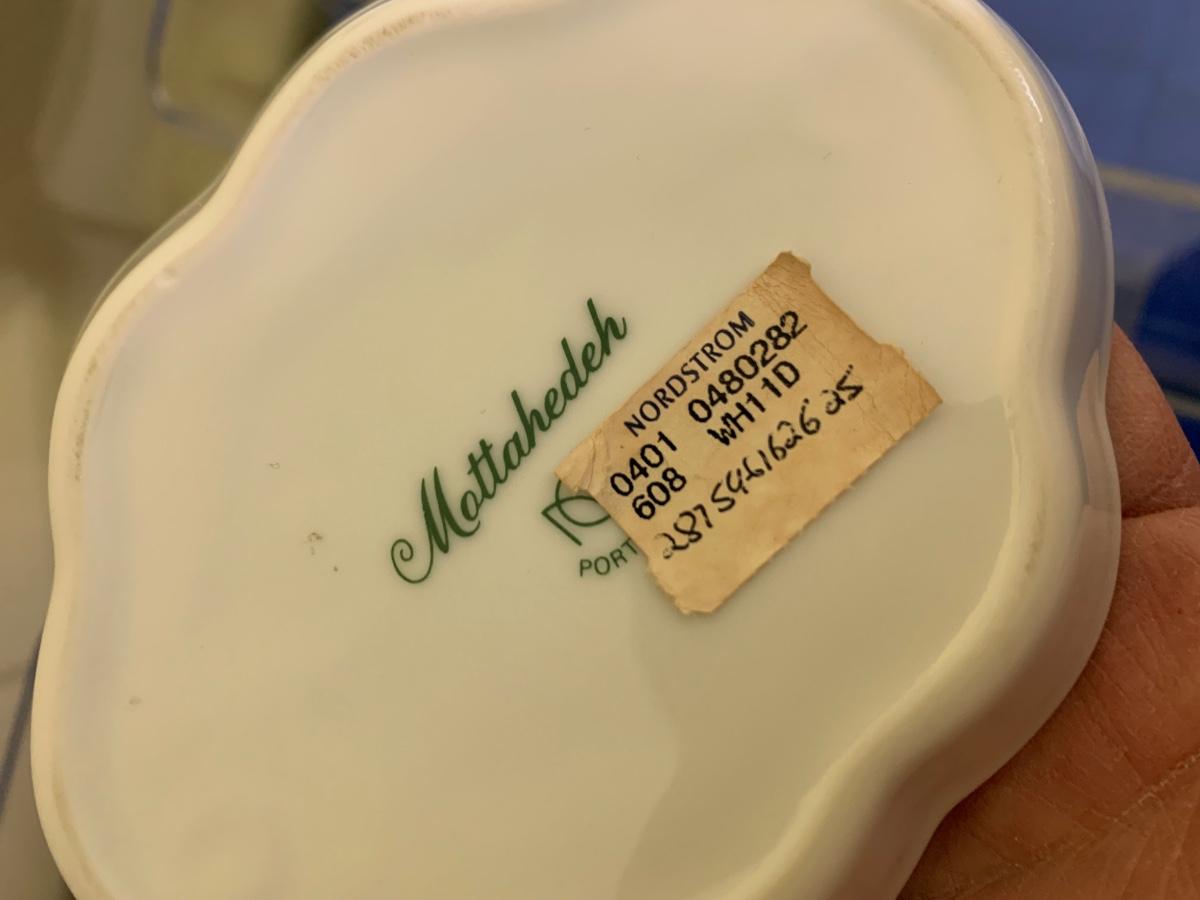 Mottahedeh
PORT
NORDSTROM
0401 0480282
608 WH11D